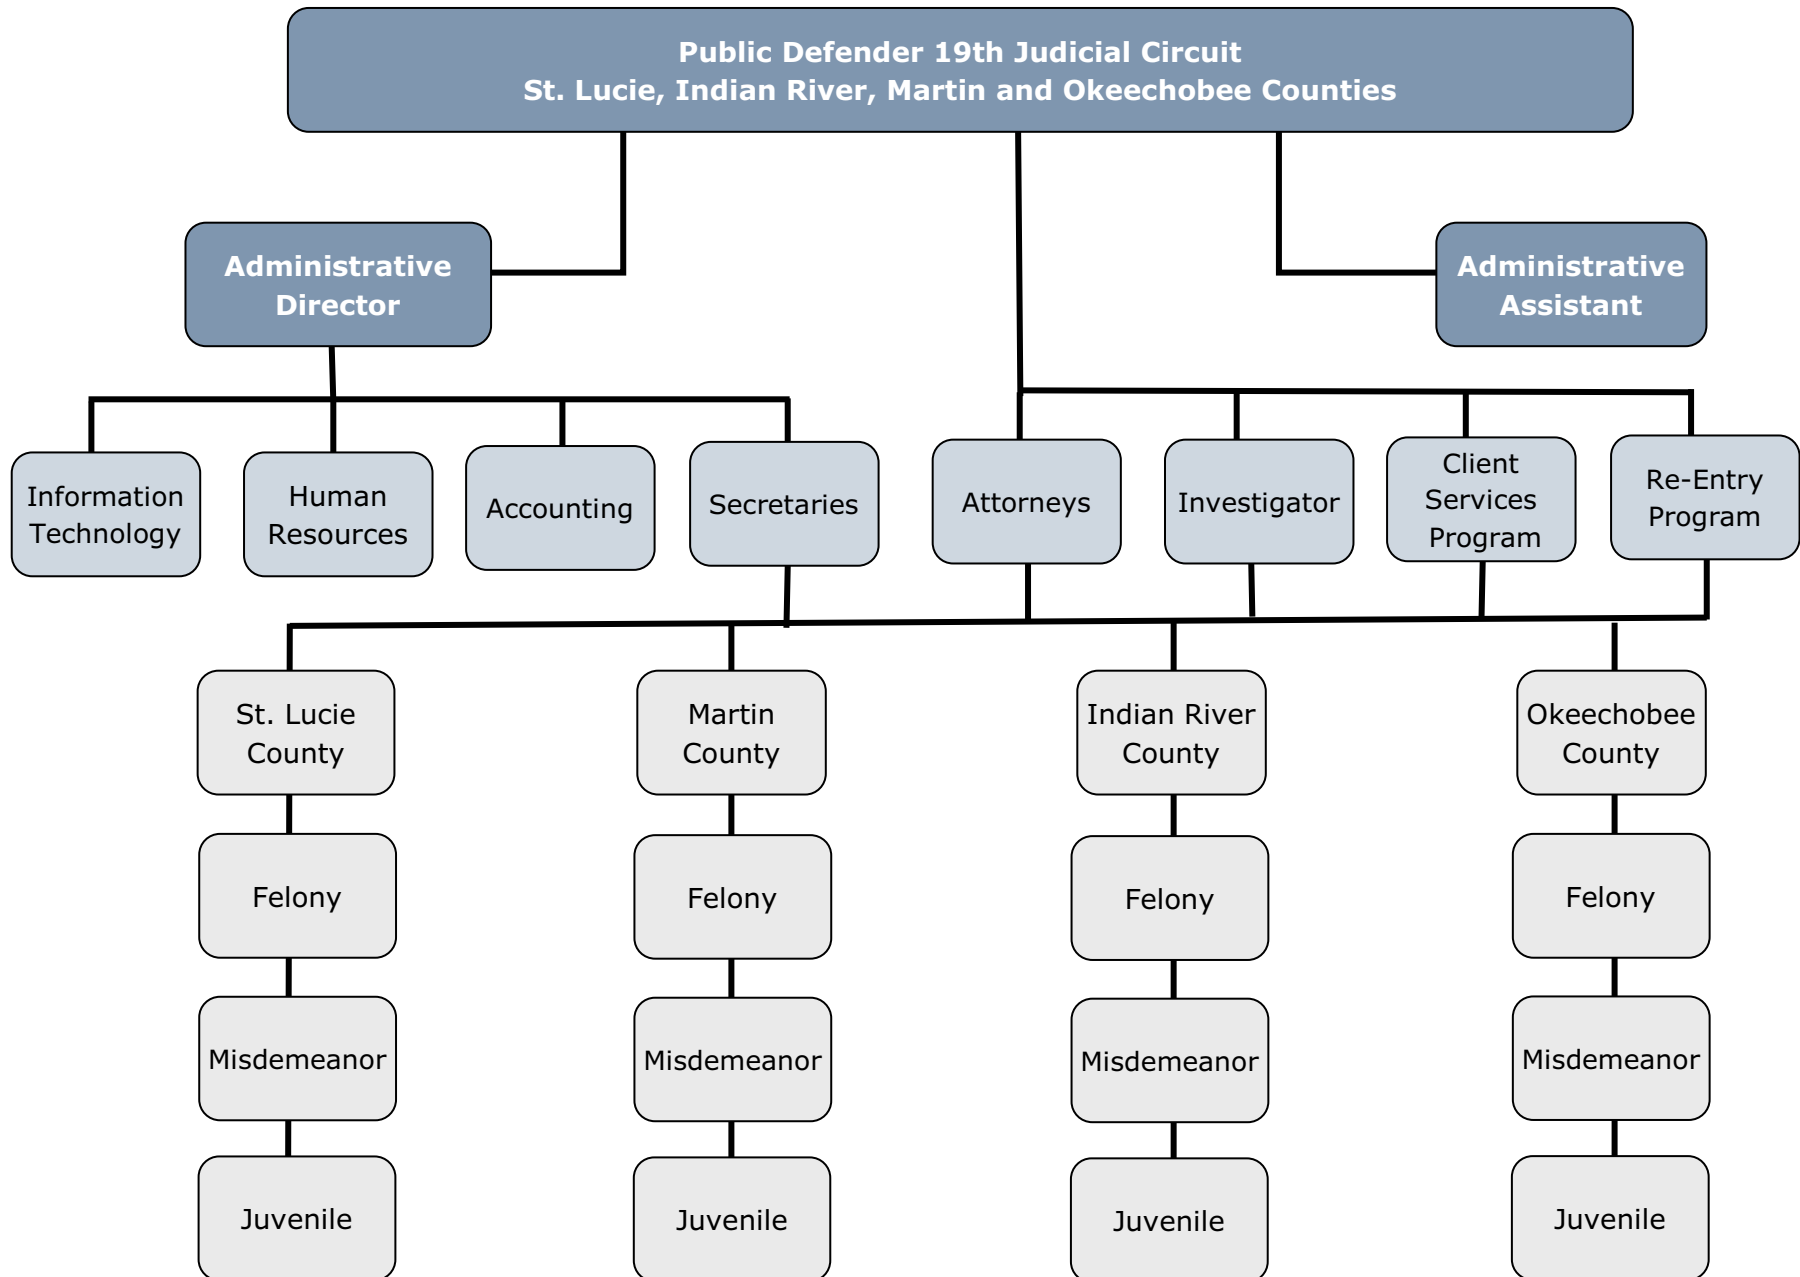 Public Defender 19th Judicial Circuit
St. Lucie, Indian River, Martin and Okeechobee Counties
Administrative
Director
Administrative
Assistant
Information
Technology
Human
Resources
Accounting
Secretaries
Attorneys
Investigator
Client
Services
Program
Re-Entry
Program
St. Lucie
County
Martin
County
Indian River
County
Okeechobee
County
Felony
Felony
Felony
Felony
Misdemeanor
Misdemeanor
Misdemeanor
Misdemeanor
Juvenile
Juvenile
Juvenile
Juvenile